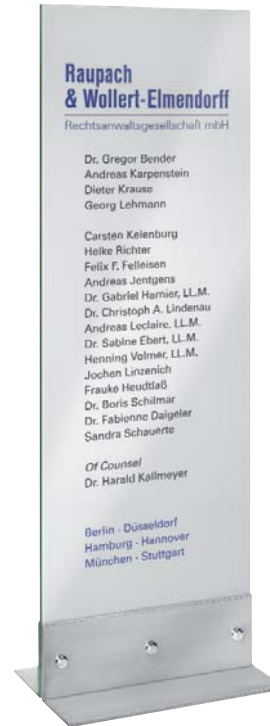 Raupach
& Wollert-Elmendorff
Rechtsanwaltsgesellschaft mbH
Dr. Gregor Bender
Andreas Karpenstein
Dieter Krause
Georg Lehmann
Carsten Kelenburg
Heike Richter
Felix F. Felleisen
Andreas Jentgens
Dr. Gabriel Harnier, LL.M.
Dr. Christoph A. Lindenau
Andreas Leclaire, LL.M.
Dr. Sabine Ebert, LL.M.
Henning Volmer, LL.M.
Jochen Linzenich
Frauke Heudtlaß
Dr. Boris Schilmar
Dr. Fabienne Daigeler
Sandra Schauerte
Of Counsel
Dr. Harald Kallmeyer
Berlin · Düsseldorf
Hamburg · Hannover
München · Stuttgart